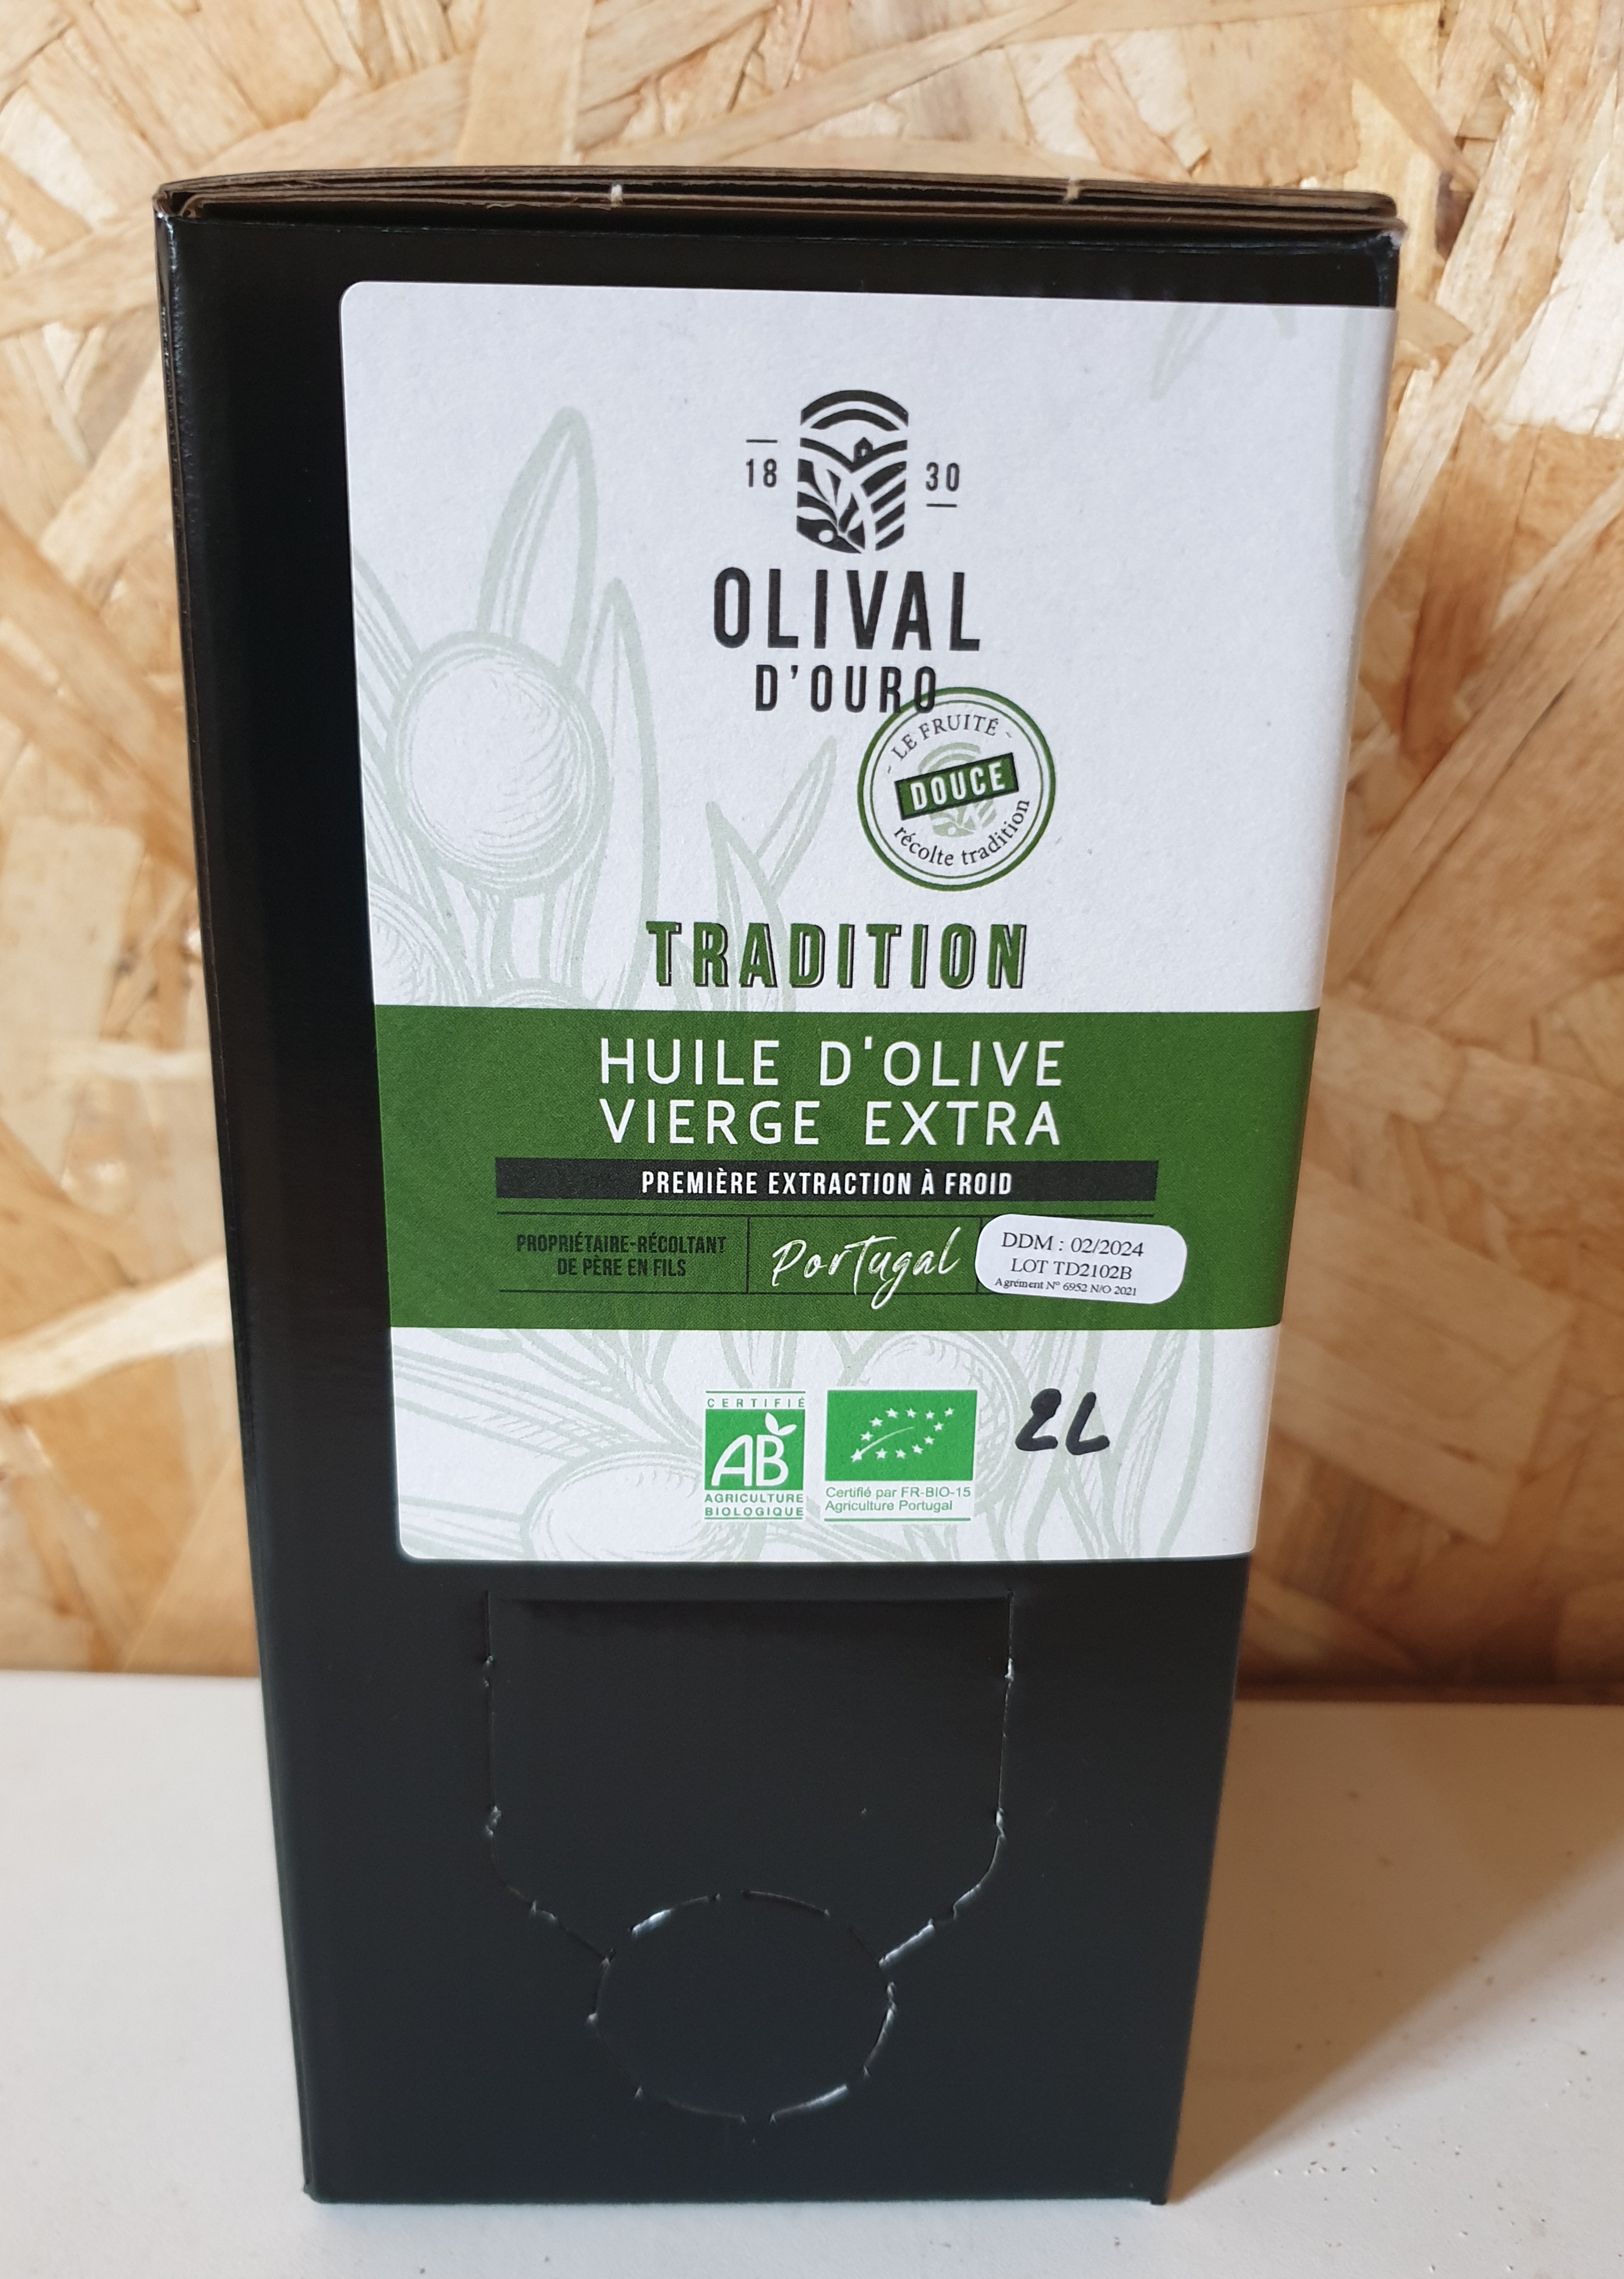 18 30
OLIVAL
D'OURO
- LE FRUITÉ -
DOUCE
récolte tradition
TRADITION
HUILE D'OLIVE
VIERGE EXTRA
PREMIÈRE EXTRACTION À FROID
PROPRIÉTAIRE-RÉCOLTANT
DE PÈRE EN FILS
Portugal
DDM : 02/2024
LOT TD2102B
Agrément N° 6952 N/O 2021
CERTIFIÉ
AB
AGRICULTURE
BIOLOGIQUE
Certifié par FR-BIO-15
Agriculture Portugal
2L